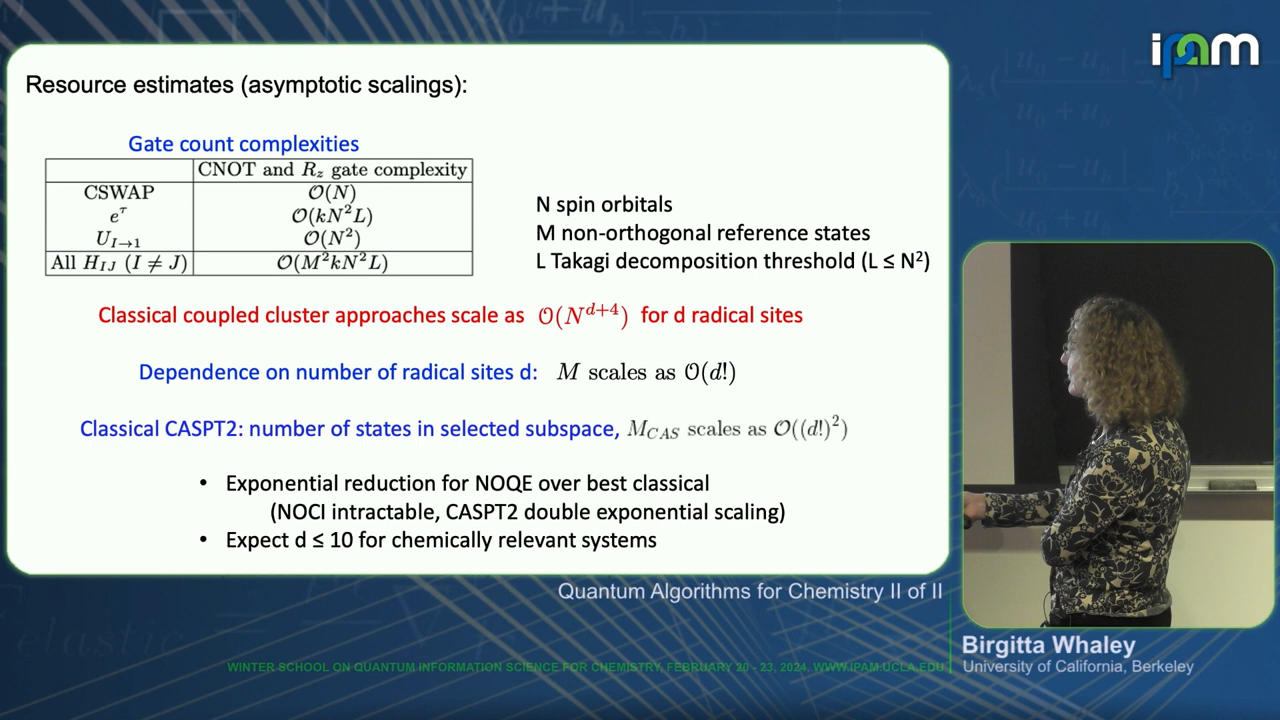 ipam
Resource estimates (asymptotic scalings):
Gate count complexities
CNOT and R_z gate complexity
CSWAP O(N)
e^τ O(kN²L)
U_{I→1} O(N²)
All H_{IJ} (I ≠ J) O(M²kN²L)
N spin orbitals
M non-orthogonal reference states
L Takagi decomposition threshold (L ≤ N²)
Classical coupled cluster approaches scale as O(N^{d+4}) for d radical sites
Dependence on number of radical sites d: M scales as O(d!)
Classical CASPT2: number of states in selected subspace, M_{CAS} scales as O((d!)²)
• Exponential reduction for NOQE over best classical
(NOCI intractable, CASPT2 double exponential scaling)
• Expect d ≤ 10 for chemically relevant systems
Quantum Algorithms for Chemistry II of II
Birgitta Whaley
University of California, Berkeley
WINTER SCHOOL ON QUANTUM INFORMATION SCIENCE FOR CHEMISTRY, FEBRUARY 20 - 23, 2024, WWW.IPAM.UCLA.EDU
elastic